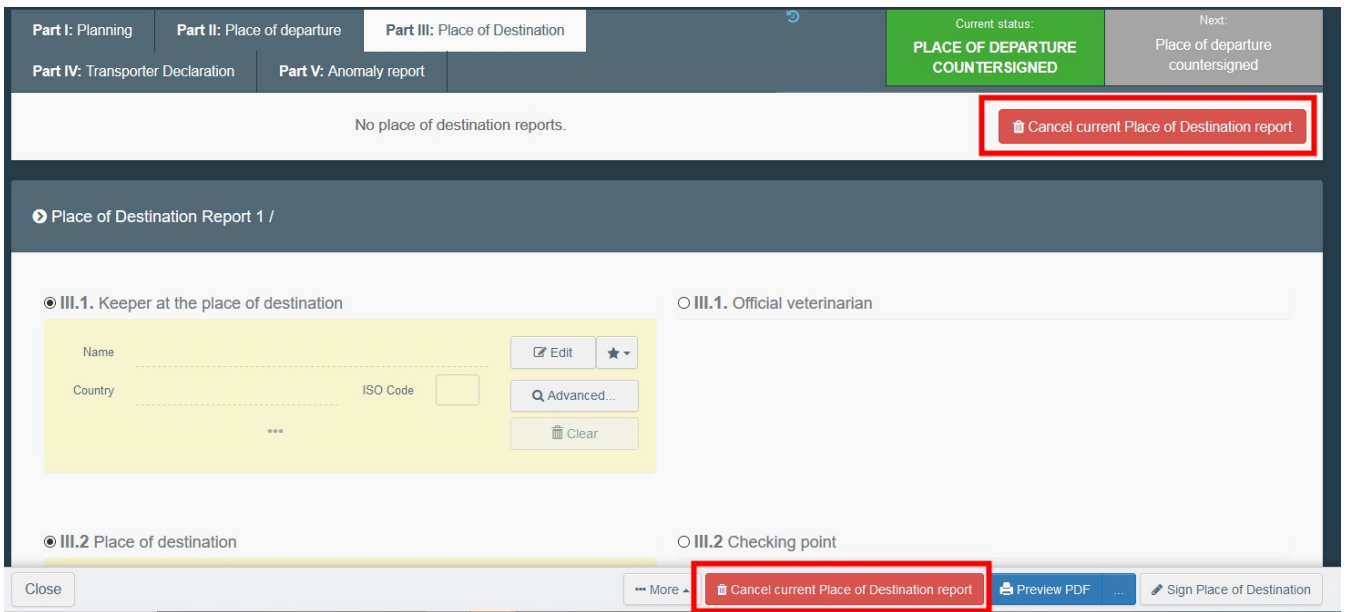 Part I: Planning
Part II: Place of departure
Part III: Place of Destination
Part IV: Transporter Declaration
Part V: Anomaly report
Current status:
PLACE OF DEPARTURE
COUNTERSIGNED
Next:
Place of departure
countersigned
No place of destination reports.
Cancel current Place of Destination report
Place of Destination Report 1 /
III.1. Keeper at the place of destination
III.1. Official veterinarian
Name
Edit
Country
ISO Code
Advanced...
•••
Clear
III.2 Place of destination
III.2 Checking point
Close
••• More
Cancel current Place of Destination report
Preview PDF
...
Sign Place of Destination